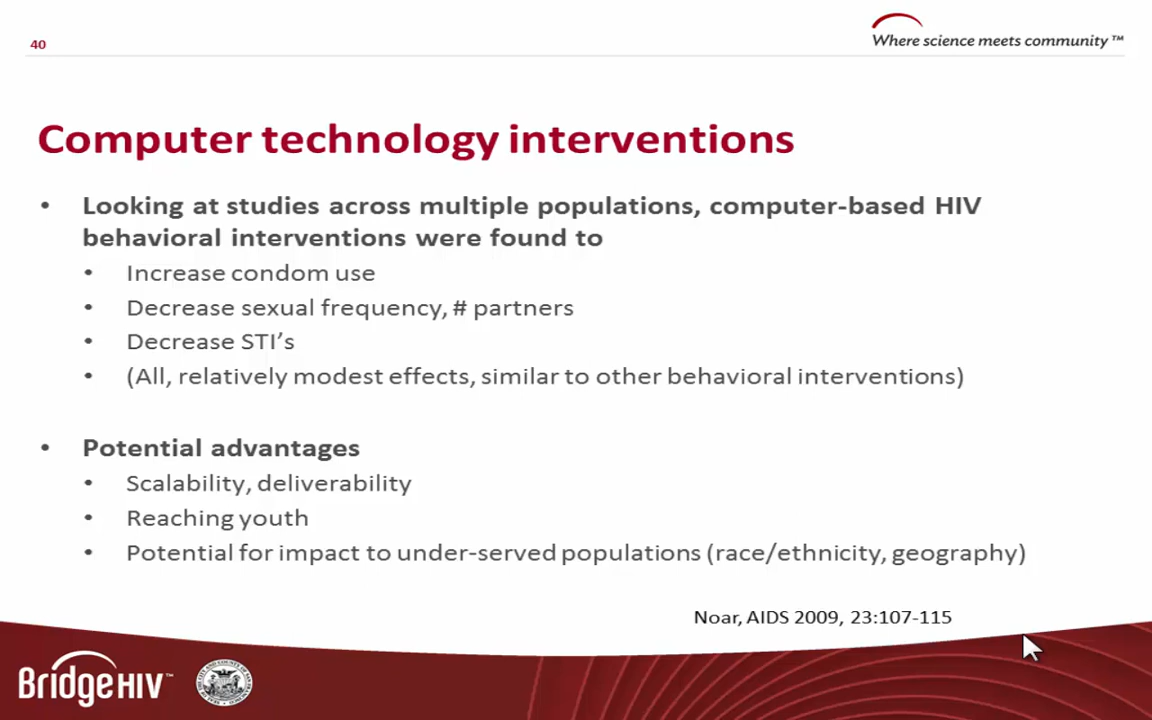 40
Where science meets community™
Computer technology interventions
• Looking at studies across multiple populations, computer-based HIV
behavioral interventions were found to
• Increase condom use
• Decrease sexual frequency, # partners
• Decrease STI's
• (All, relatively modest effects, similar to other behavioral interventions)
• Potential advantages
• Scalability, deliverability
• Reaching youth
• Potential for impact to under-served populations (race/ethnicity, geography)
Noar, AIDS 2009, 23:107-115
BridgeHIV™